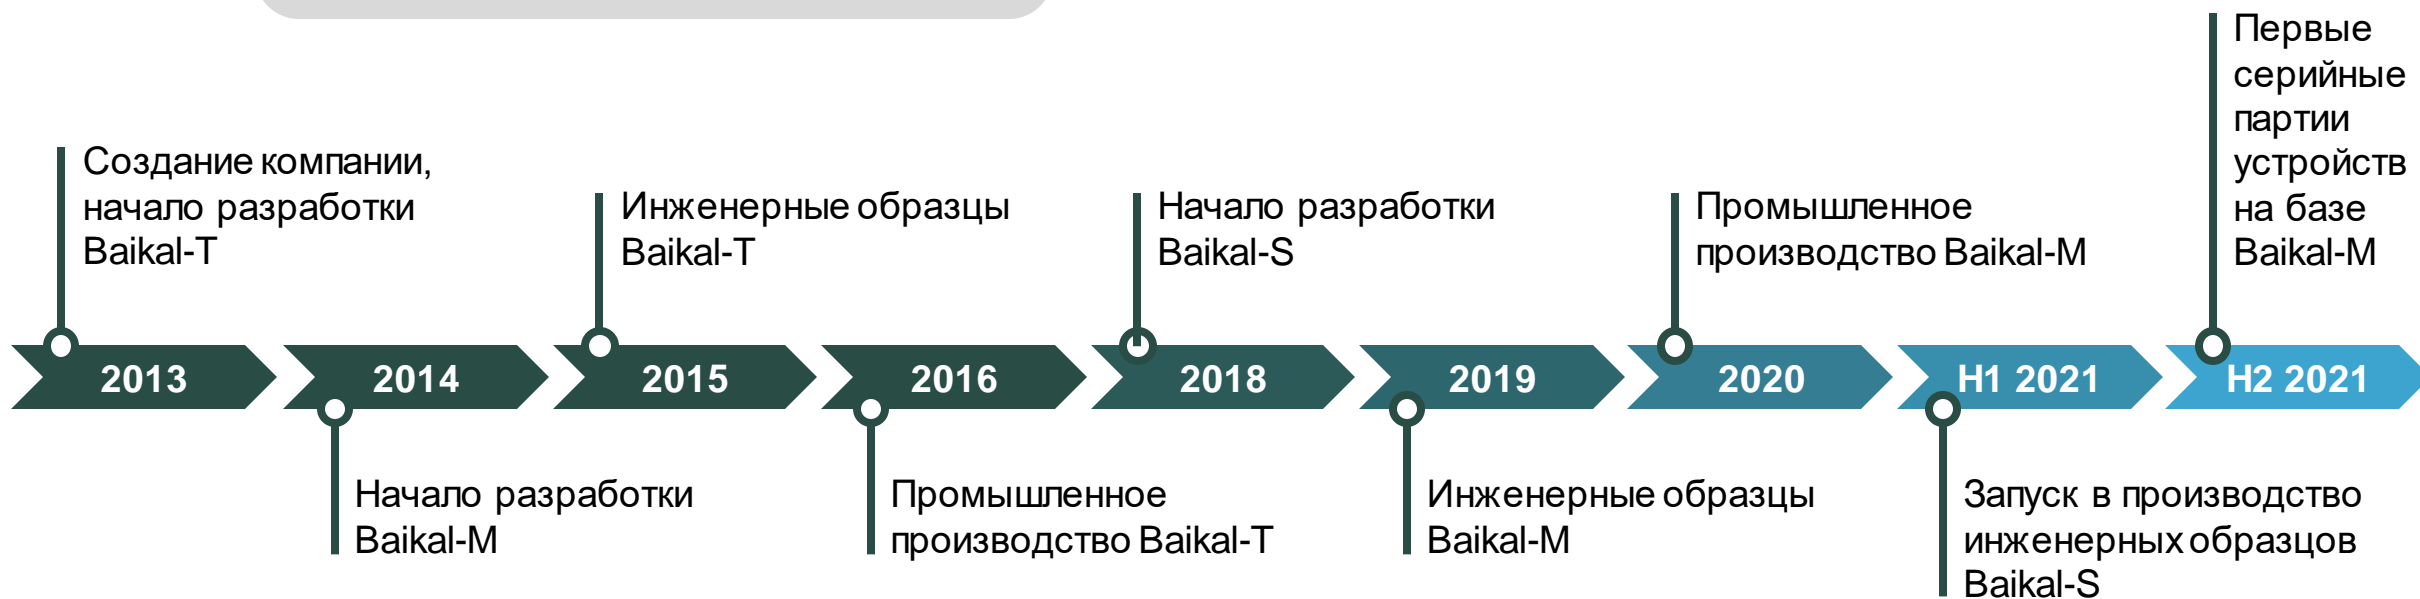 Первые
серийные
партии
устройств
на базе
Baikal-M
Создание компании,
начало разработки
Baikal-T
Инженерные образцы
Baikal-T
Начало разработки
Baikal-S
Промышленное
производство Baikal-M
2013
2014
2015
2016
2018
2019
2020
H1 2021
H2 2021
Начало разработки
Baikal-M
Промышленное
производство Baikal-T
Инженерные образцы
Baikal-M
Запуск в производство
инженерных образцов
Baikal-S